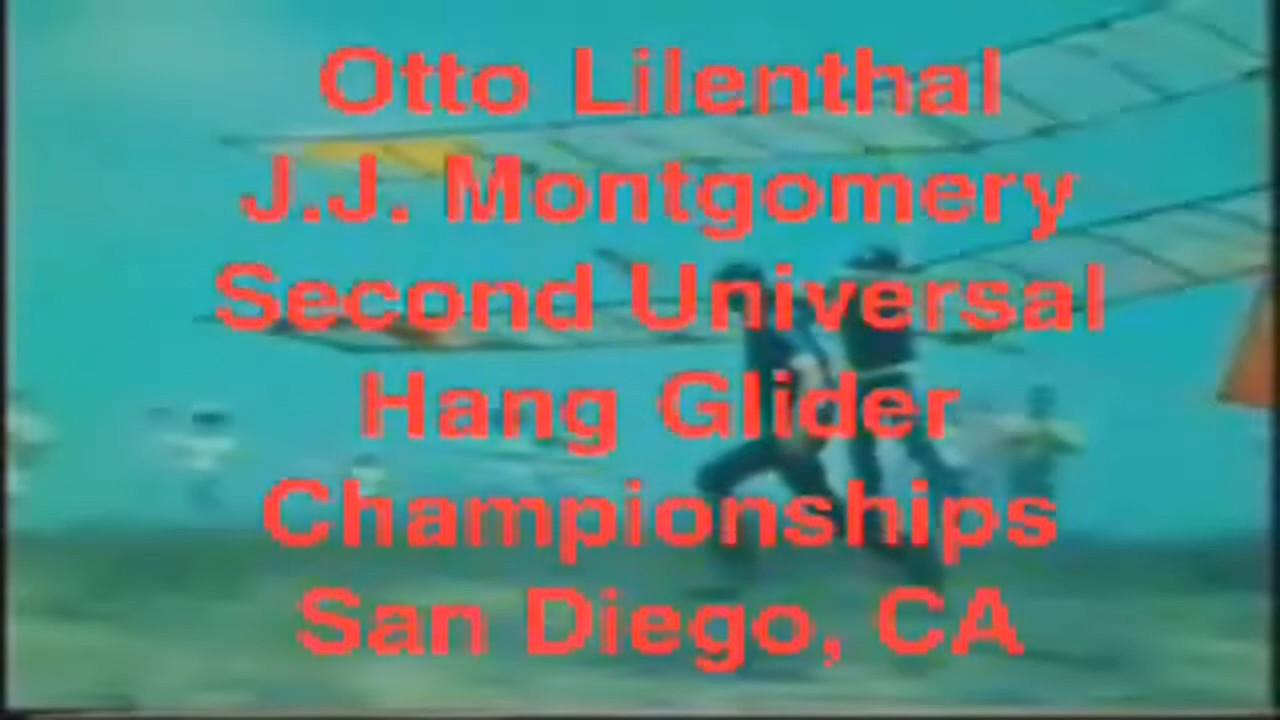 Otto Lilenthal
J.J. Montgomery
Second Universal
Hang Glider
Championships
San Diego, CA